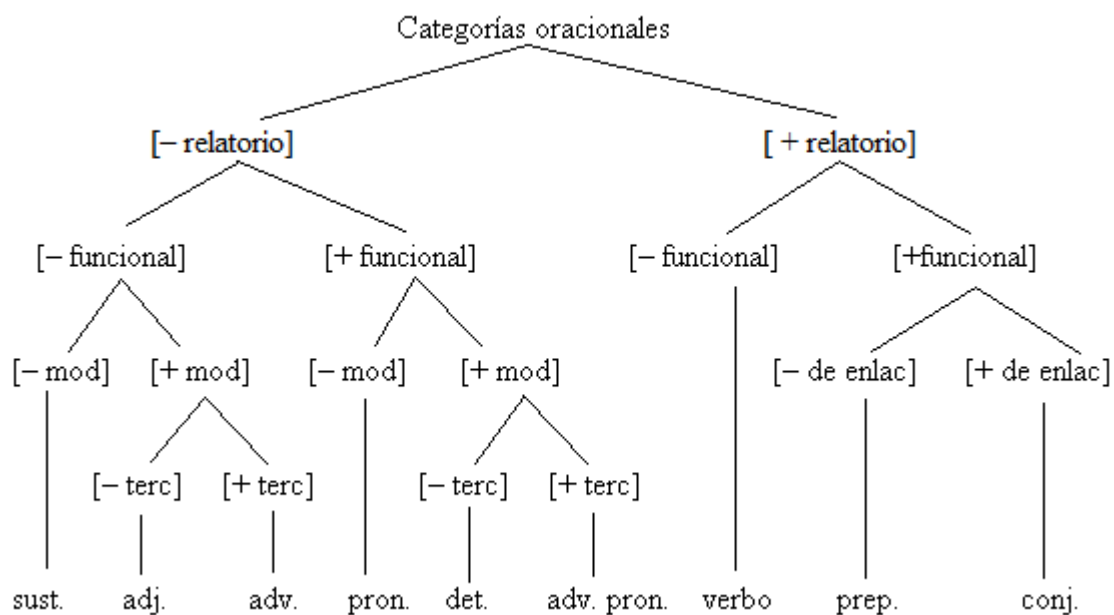 Categorías oracionales
[– relatorio] [ + relatorio]
[– funcional] [+ funcional] [– funcional] [+funcional]
[– mod] [+ mod] [– mod] [+ mod] [– de enlac] [+ de enlac]
[– terc] [+ terc] [– terc] [+ terc]
sust. adj. adv. pron. det. adv. pron. verbo prep. conj.